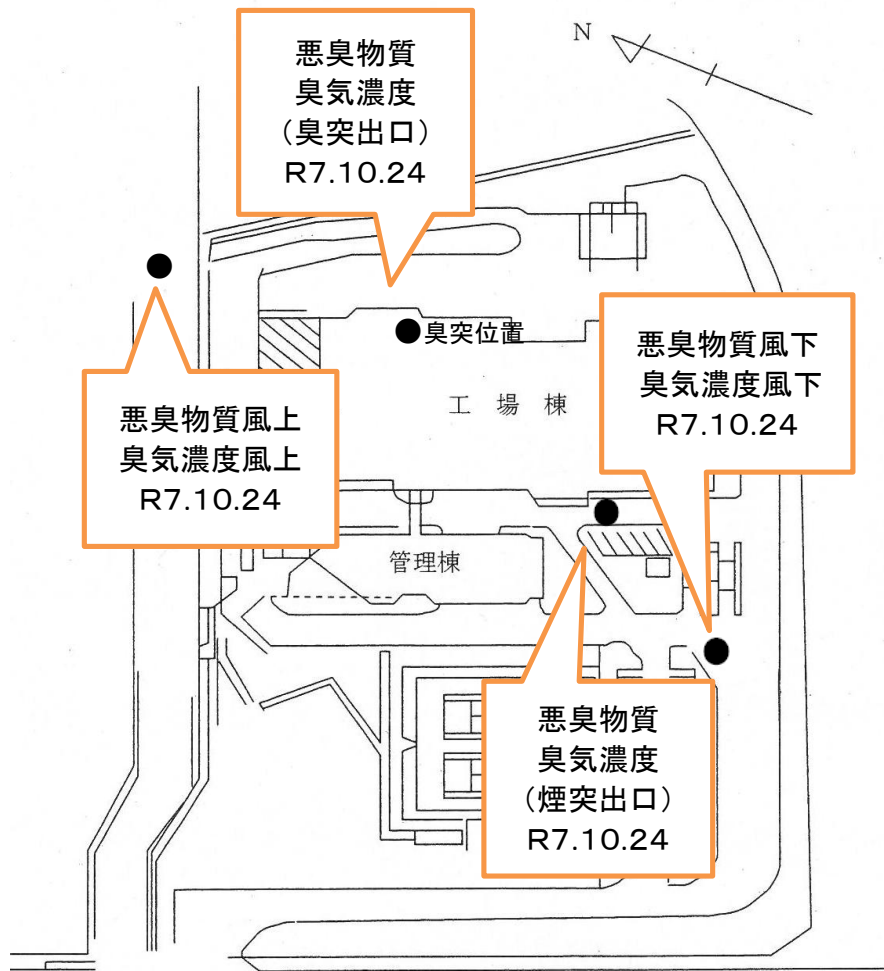 N
悪臭物質
臭気濃度
（臭突出口）
R7.10.24
臭突位置
悪臭物質風下
臭気濃度風下
R7.10.24
悪臭物質風上
臭気濃度風上
R7.10.24
工場棟
管理棟
悪臭物質
臭気濃度
（煙突出口）
R7.10.24